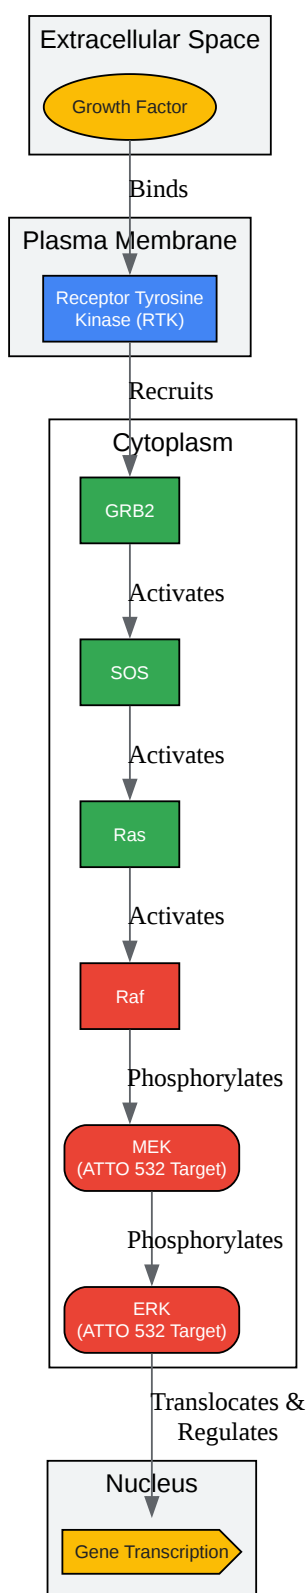 Extracellular Space
Growth Factor
Binds
Plasma Membrane
Receptor Tyrosine
Kinase (RTK)
Recruits
Cytoplasm
GRB2
Activates
SOS
Activates
Ras
Activates
Raf
Phosphorylates
MEK
(ATTO 532 Target)
Phosphorylates
ERK
(ATTO 532 Target)
Translocates &
Regulates
Nucleus
Gene Transcription